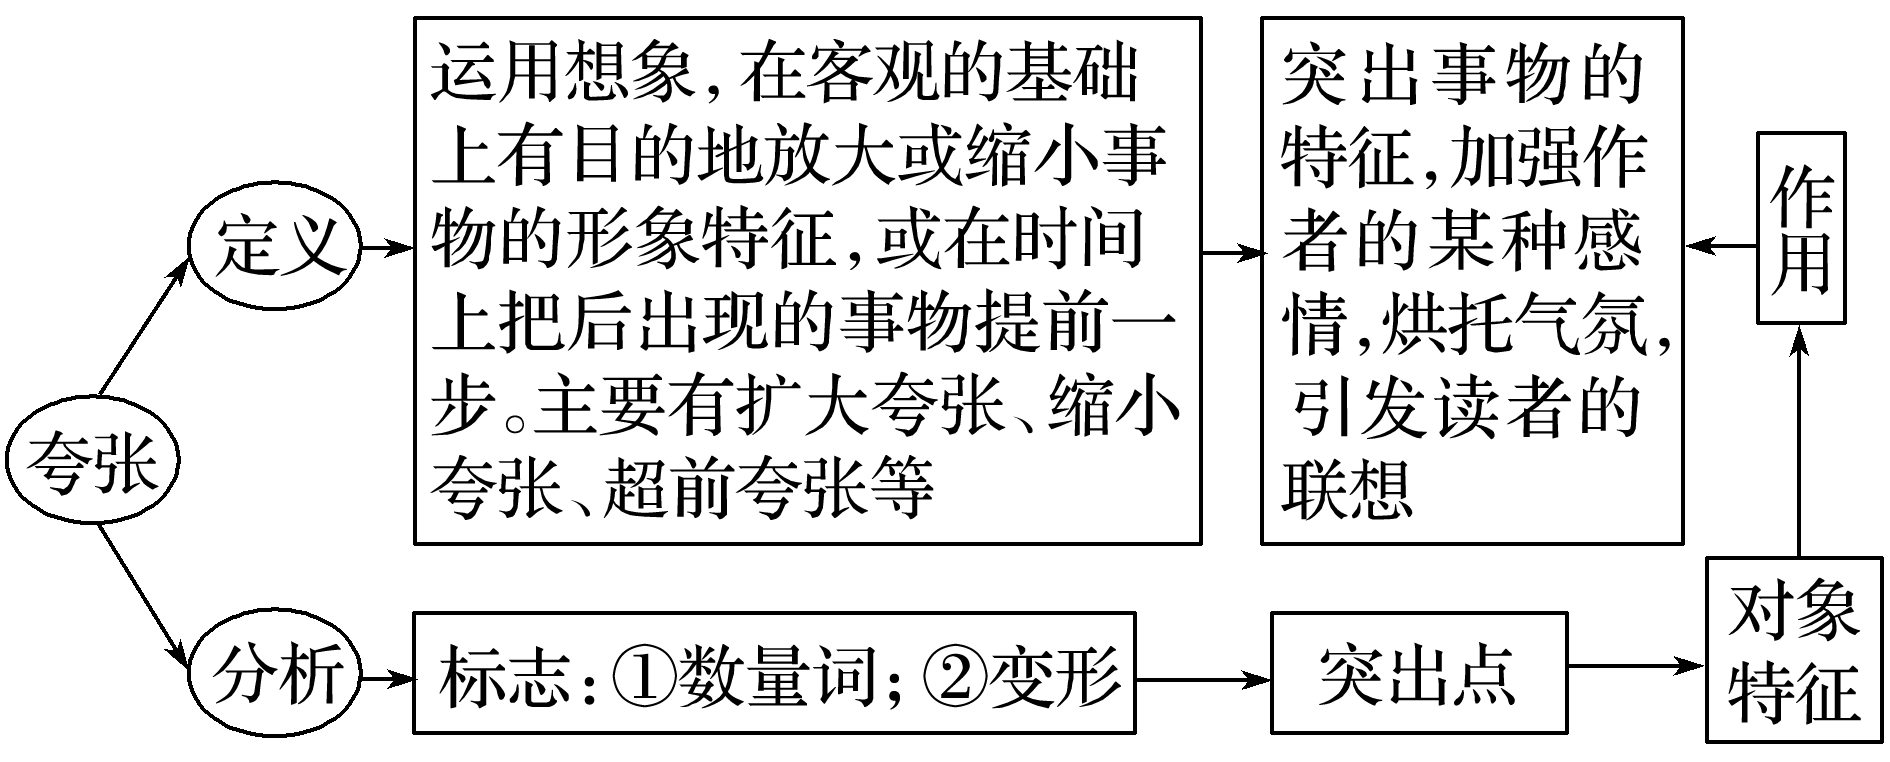 夸张
定义
运用想象,在客观的基础
上有目的地放大或缩小事
物的形象特征,或在时间
上把后出现的事物提前一
步。主要有扩大夸张、缩小
夸张、超前夸张等
突出事物的
特征,加强作
者的某种感
情,烘托气氛,
引发读者的
联想
作
用
分析
标志:①数量词;②变形
突出点
对象
特征